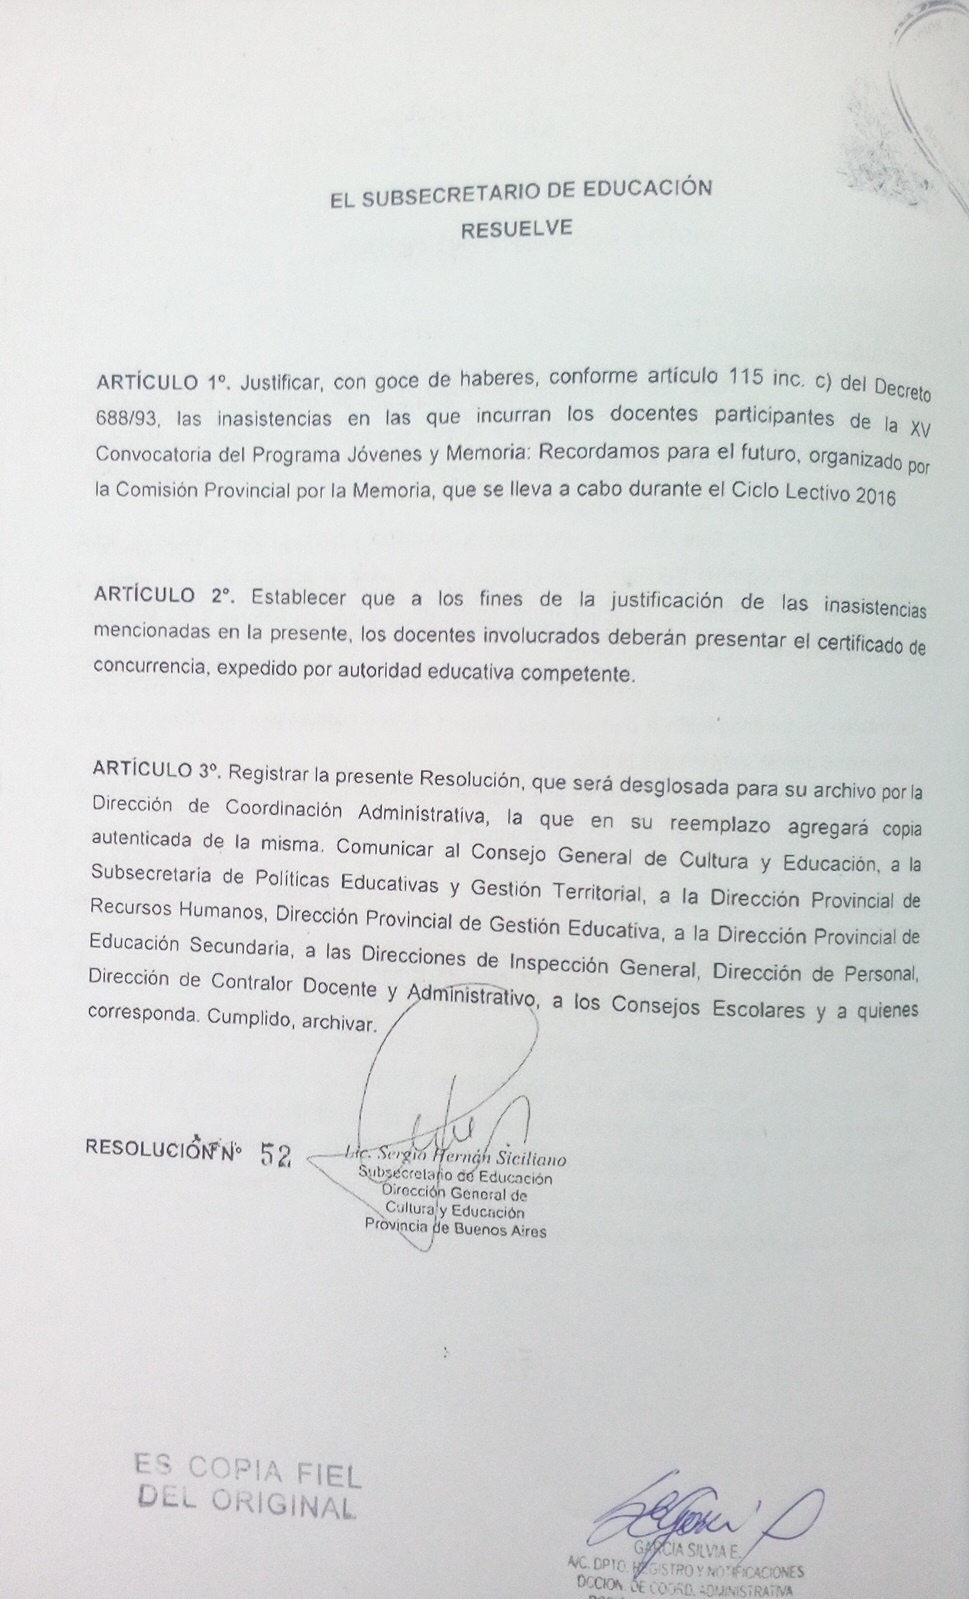 EL SUBSECRETARIO DE EDUCACIÓN
RESUELVE
ARTÍCULO 1º. Justificar, con goce de haberes, conforme artículo 115 inc. c) del Decreto
688/93, las inasistencias en las que incurran los docentes participantes de la XV
Convocatoria del Programa Jóvenes y Memoria: Recordamos para el futuro, organizado por
la Comisión Provincial por la Memoria, que se lleva a cabo durante el Ciclo Lectivo 2016
ARTÍCULO 2º. Establecer que a los fines de la justificación de las inasistencias
mencionadas en la presente, los docentes involucrados deberán presentar el certificado de
concurrencia, expedido por autoridad educativa competente.
ARTÍCULO 3º. Registrar la presente Resolución, que será desglosada para su archivo por la
Dirección de Coordinación Administrativa, la que en su reemplazo agregará copia
autenticada de la misma. Comunicar al Consejo General de Cultura y Educación, a la
Subsecretaría de Políticas Educativas y Gestión Territorial, a la Dirección Provincial de
Recursos Humanos, Dirección Provincial de Gestión Educativa, a la Dirección Provincial de
Educación Secundaria, a las Direcciones de Inspección General, Dirección de Personal,
Dirección de Contralor Docente y Administrativo, a los Consejos Escolares y a quienes
corresponda. Cumplido, archivar.
RESOLUCIÓN Nº 52
Lic. Sergio Hernán Siciliano
Subsecretario de Educación
Dirección General de
Cultura y Educación
Provincia de Buenos Aires
ES COPIA FIEL
DEL ORIGINAL
GARCIA SILVIA E.
A/C. DPTO. REGISTRO Y NOTIFICACIONES
DCCION. DE COORD. ADMINISTRATIVA